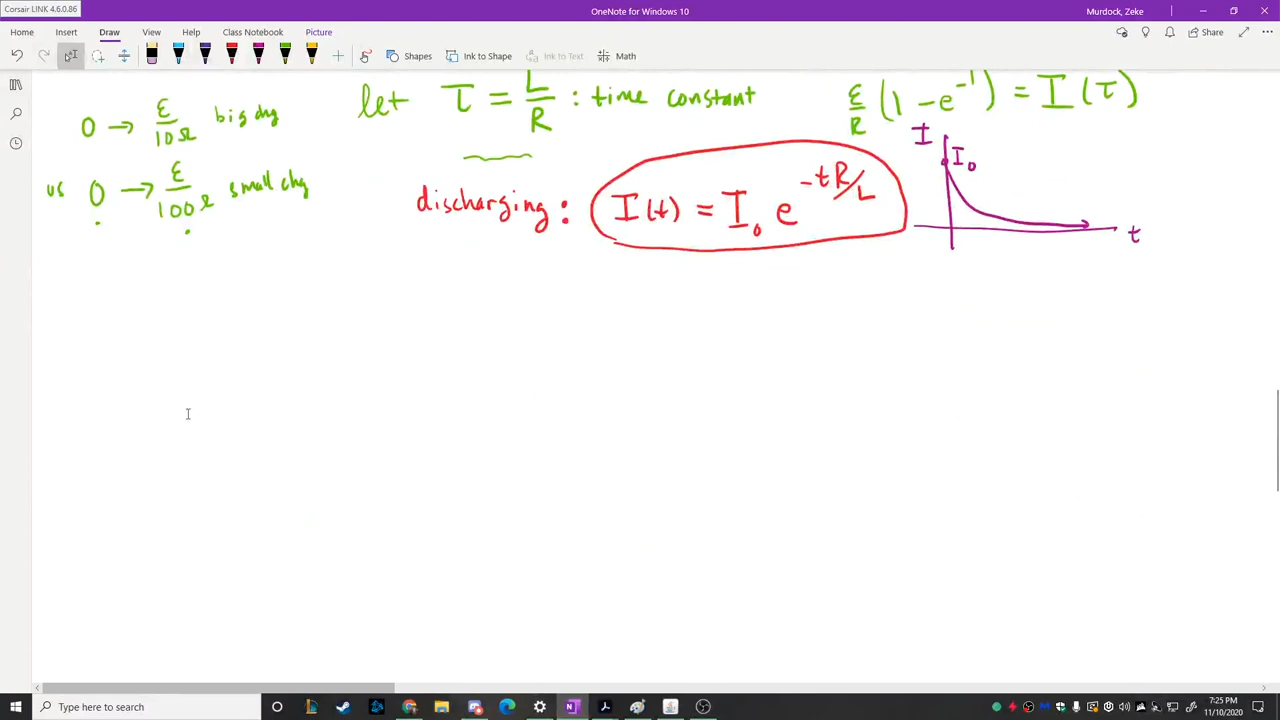 Corsair LINK 4.6.0.86
OneNote for Windows 10
Murdock, Zeke
Home Insert Draw View Help Class Notebook Picture
Share
Shapes Ink to Shape Ink to Text Math
0 → ε/10Ω big chg
let τ = L/R : time constant
ε/R (1 - e⁻¹) = I(τ)
vs 0 → ε/100Ω small chg
discharging: I(t) = I₀ e^(-tR/L)
I
I₀
t
Type here to search
7:25 PM
11/10/2020